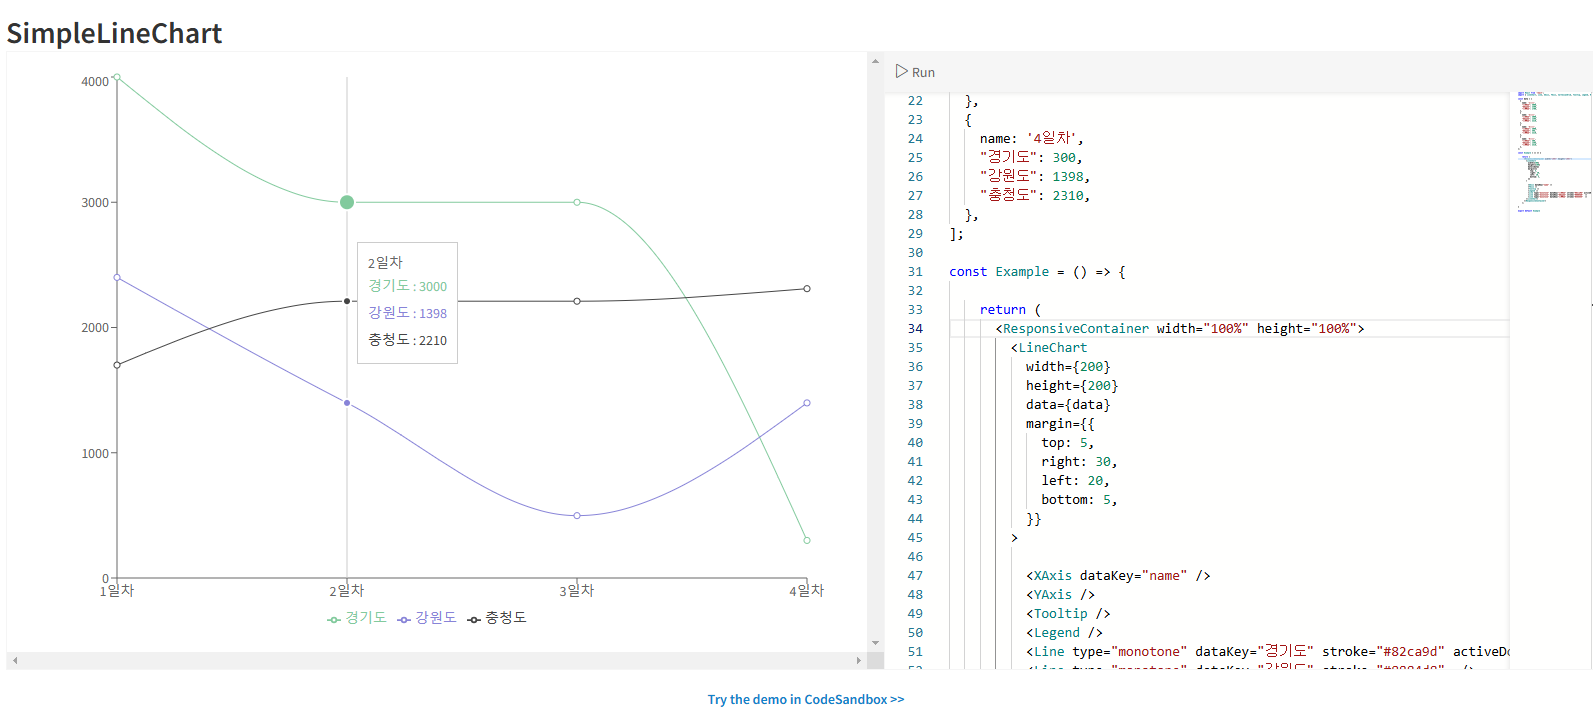 SimpleLineChart
4000
3000
2000
1000
0
1일차
2일차
3일차
4일차
2일차
경기도 : 3000
강원도 : 1398
충청도 : 2210
경기도 강원도 충청도
Run
22 },
23 {
24 name: '4일차',
25 "경기도": 300,
26 "강원도": 1398,
27 "충청도": 2310,
28 },
29 ];
30
31 const Example = () => {
32
33 return (
34 <ResponsiveContainer width="100%" height="100%">
35 <LineChart
36 width={200}
37 height={200}
38 data={data}
39 margin={{
40 top: 5,
41 right: 30,
42 left: 20,
43 bottom: 5,
44 }}
45 >
46
47 <XAxis dataKey="name" />
48 <YAxis />
49 <Tooltip />
50 <Legend />
51 <Line type="monotone" dataKey="경기도" stroke="#82ca9d"
Try the demo in CodeSandbox >>